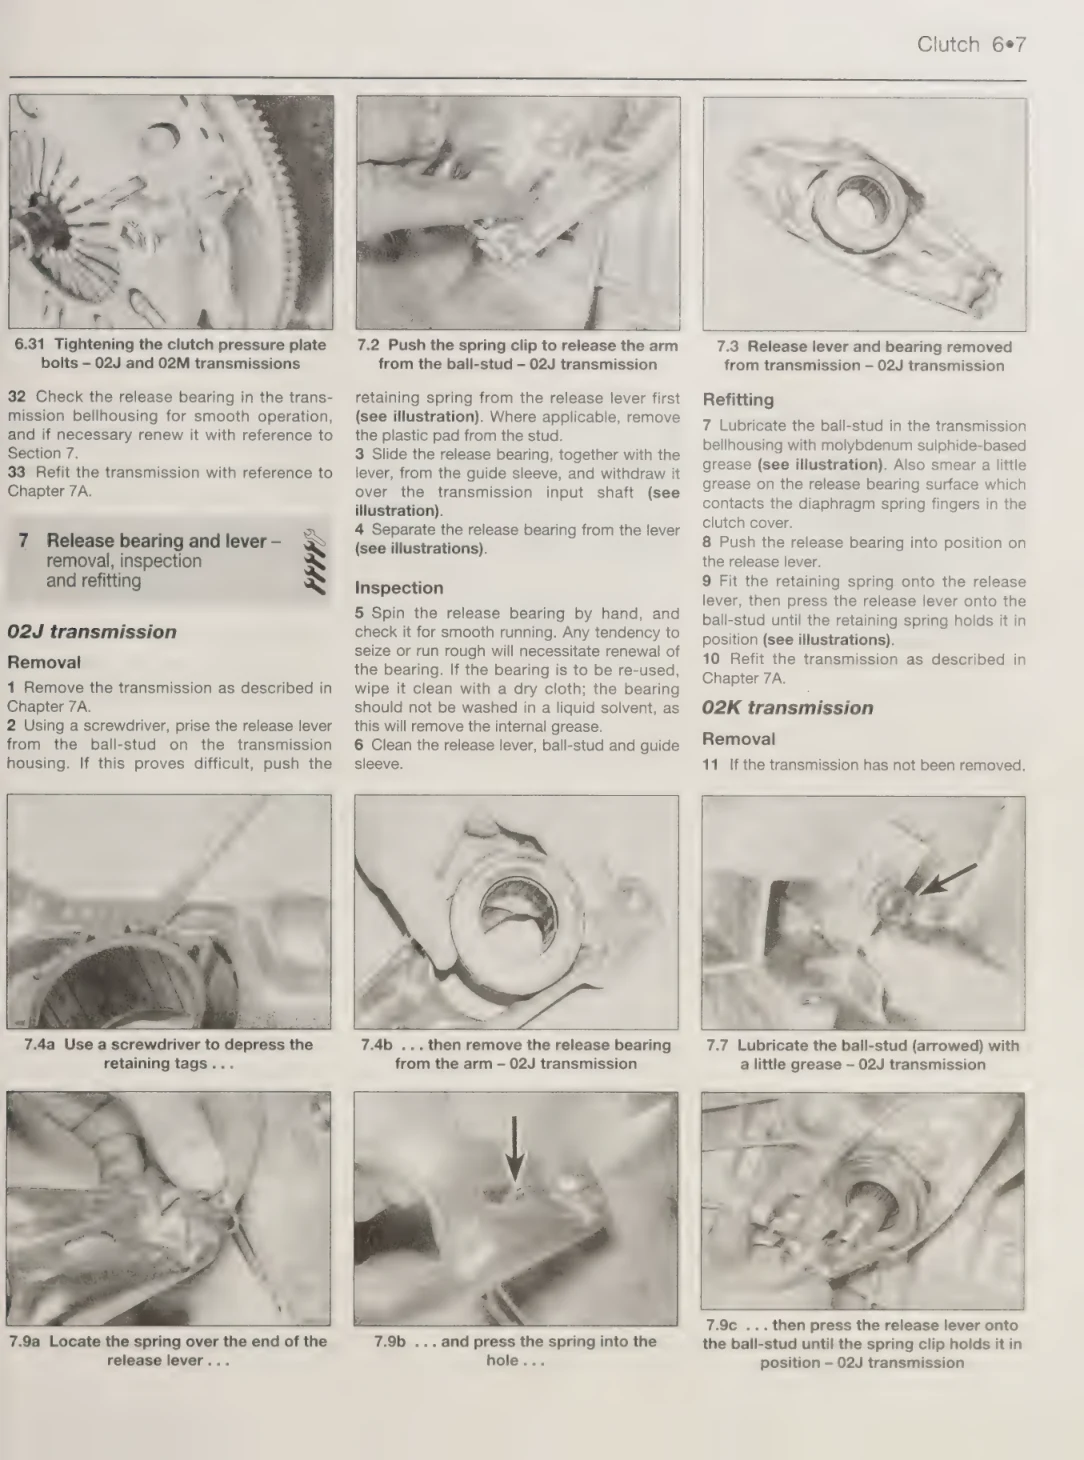 Clutch 6•7
6.31 Tightening the clutch pressure plate
bolts – 02J and 02M transmissions
7.2 Push the spring clip to release the arm
from the ball-stud – 02J transmission
7.3 Release lever and bearing removed
from transmission – 02J transmission
32 Check the release bearing in the trans-
mission bellhousing for smooth operation,
and if necessary renew it with reference to
Section 7.
33 Refit the transmission with reference to
Chapter 7A.
7 Release bearing and lever –
removal, inspection
and refitting
02J transmission
Removal
1 Remove the transmission as described in
Chapter 7A.
2 Using a screwdriver, prise the release lever
from the ball-stud on the transmission
housing. If this proves difficult, push the
retaining spring from the release lever first
(see illustration). Where applicable, remove
the plastic pad from the stud.
3 Slide the release bearing, together with the
lever, from the guide sleeve, and withdraw it
over the transmission input shaft (see
illustration).
4 Separate the release bearing from the lever
(see illustrations).
Inspection
5 Spin the release bearing by hand, and
check it for smooth running. Any tendency to
seize or run rough will necessitate renewal of
the bearing. If the bearing is to be re-used,
wipe it clean with a dry cloth; the bearing
should not be washed in a liquid solvent, as
this will remove the internal grease.
6 Clean the release lever, ball-stud and guide
sleeve.
Refitting
7 Lubricate the ball-stud in the transmission
bellhousing with molybdenum sulphide-based
grease (see illustration). Also smear a little
grease on the release bearing surface which
contacts the diaphragm spring fingers in the
clutch cover.
8 Push the release bearing into position on
the release lever.
9 Fit the retaining spring onto the release
lever, then press the release lever onto the
ball-stud until the retaining spring holds it in
position (see illustrations).
10 Refit the transmission as described in
Chapter 7A.
02K transmission
Removal
11 If the transmission has not been removed,
7.4a Use a screwdriver to depress the
retaining tags . . .
7.4b . . . then remove the release bearing
from the arm – 02J transmission
7.7 Lubricate the ball-stud (arrowed) with
a little grease – 02J transmission
7.9a Locate the spring over the end of the
release lever . . .
7.9b . . . and press the spring into the
hole . . .
7.9c . . . then press the release lever onto
the ball-stud until the spring clip holds it in
position – 02J transmission